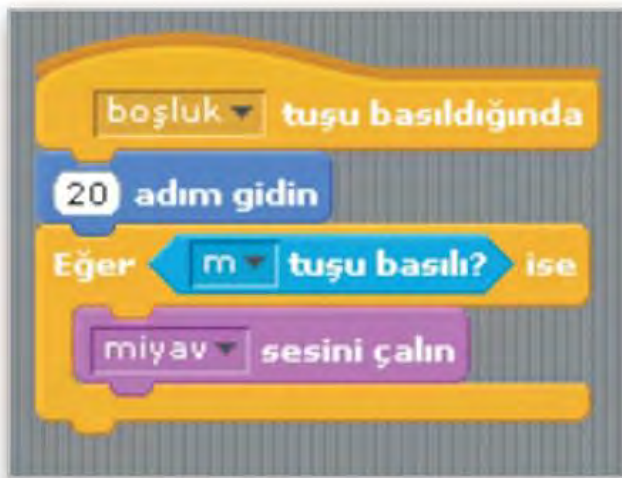 boşluk tuşu basıldığında
20 adım gidin
Eğer m tuşu basılı? ise
miyav sesini çalın